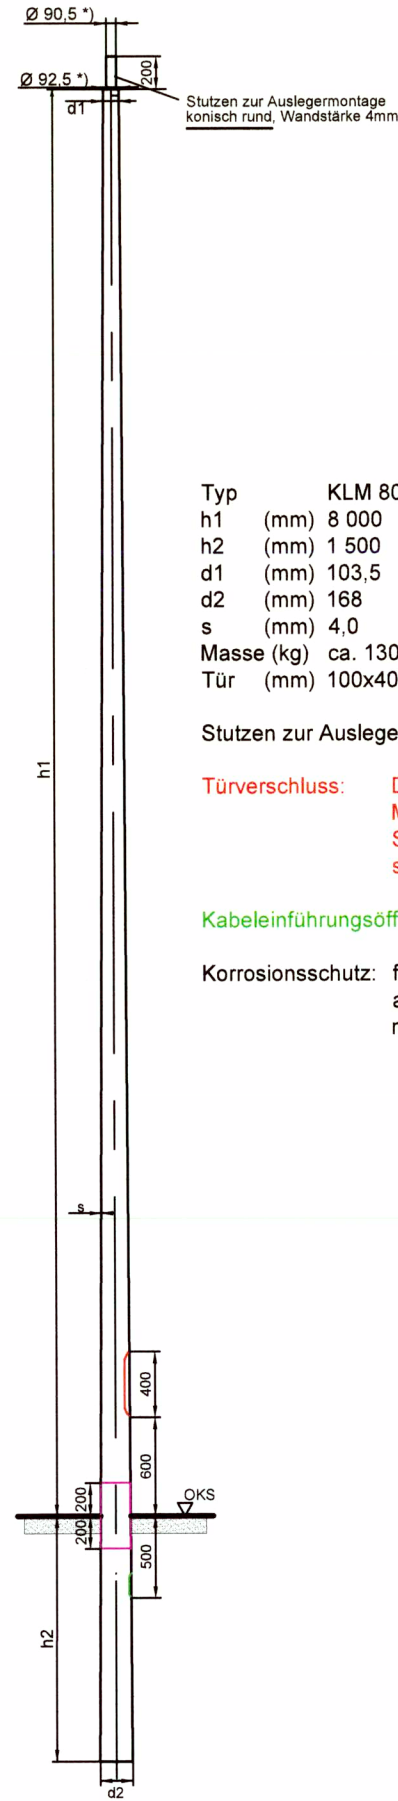 Ø 90,5 *)
200
Ø 92,5 *)
d1
Stutzen zur Auslegermontage
konisch rund, Wandstärke 4mm
Typ KLM 80
h1 (mm) 8 000
h2 (mm) 1 500
d1 (mm) 103,5
d2 (mm) 168
s (mm) 4,0
Masse (kg) ca. 130
Tür (mm) 100x40
Stutzen zur Auslege
h1
Türverschluss:
Kabeleinführungsöff
Korrosionsschutz: f
s
400
600
200
OKS
200
500
h2
d2